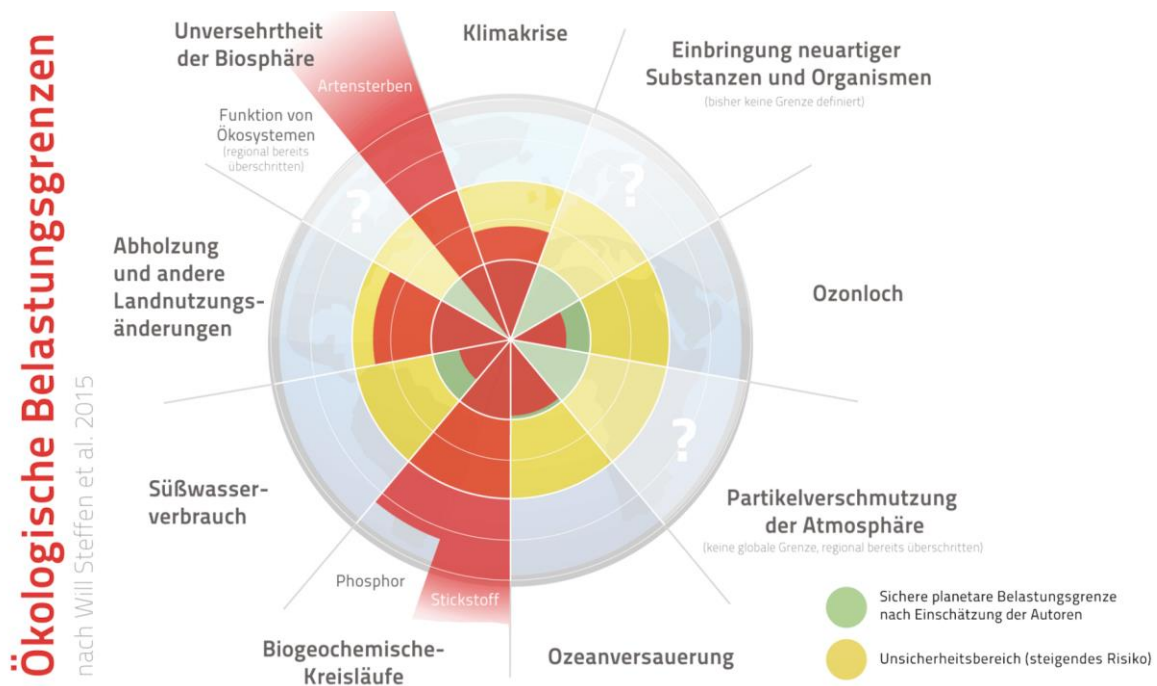 Ökologische Belastungsgrenzen
nach Will Steffen et al. 2015
Unversehrtheit
der Biosphäre
Artensterben
Funktion von
Ökosystemen
(regional bereits
überschritten)
Klimakrise
Einbringung neuartiger
Substanzen und Organismen
(bisher keine Grenze definiert)
?
?
Abholzung
und andere
Landnutzungs-
änderungen
Ozonloch
?
Süßwasser-
verbrauch
Partikelverschmutzung
der Atmosphäre
(keine globale Grenze, regional bereits überschritten)
Phosphor
Stickstoff
Biogeochemische-
Kreisläufe
Ozeanversauerung
Sichere planetare Belastungsgrenze
nach Einschätzung der Autoren
Unsicherheitsbereich (steigendes Risiko)